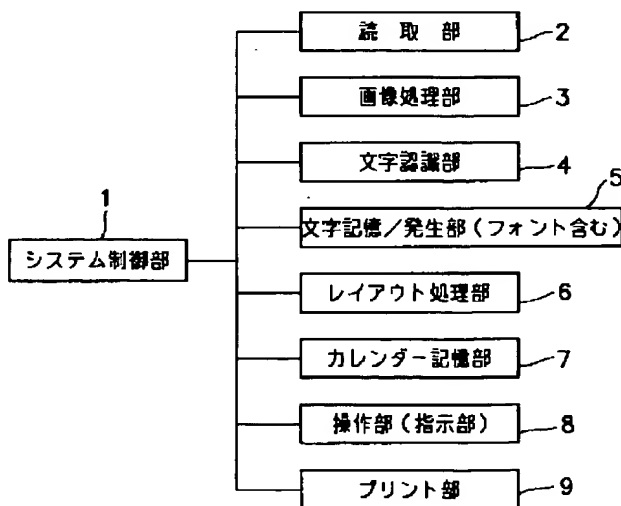 読取部 2
画像処理部 3
文字認識部 4
5
文字記憶/発生部(フォント含む)
1
システム制御部
レイアウト処理部 6
カレンダー記憶部 7
操作部(指示部) 8
プリント部 9